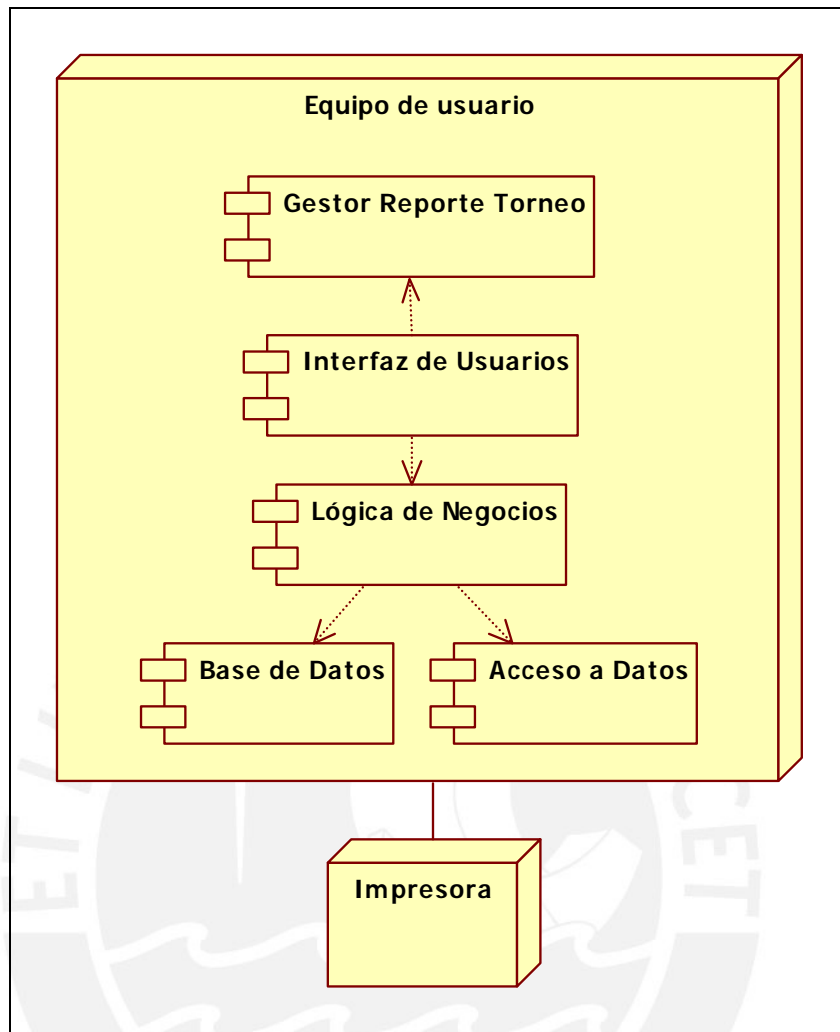 Equipo de usuario
Gestor Reporte Torneo
Interfaz de Usuarios
Lógica de Negocios
Base de Datos
Acceso a Datos
Impresora